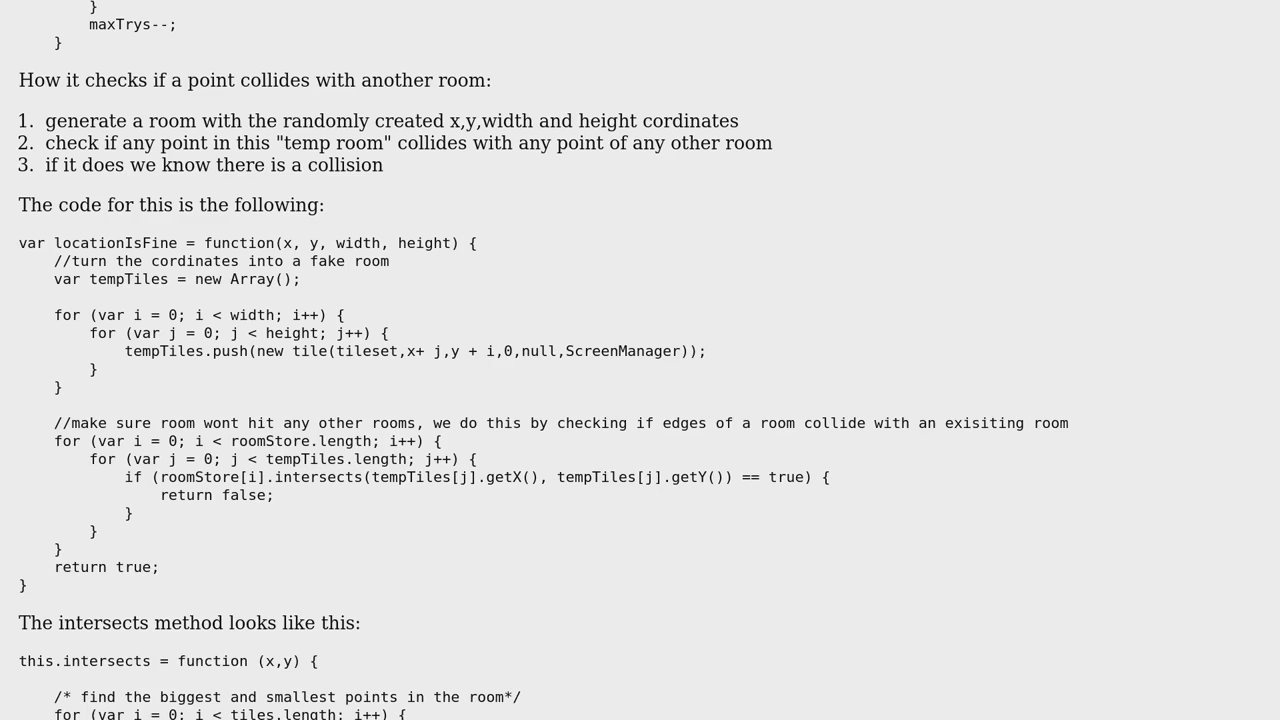 }
        maxTrys--;
    }
How it checks if a point collides with another room:
1. generate a room with the randomly created x,y,width and height cordinates
2. check if any point in this "temp room" collides with any point of any other room
3. if it does we know there is a collision
The code for this is the following:
var locationIsFine = function(x, y, width, height) {
    //turn the cordinates into a fake room
    var tempTiles = new Array();
    for (var i = 0; i < width; i++) {
        for (var j = 0; j < height; j++) {
            tempTiles.push(new tile(tileset,x+ j,y + i,0,null,ScreenManager));
        }
    }
    //make sure room wont hit any other rooms, we do this by checking if edges of a room collide with an exisiting room
    for (var i = 0; i < roomStore.length; i++) {
        for (var j = 0; j < tempTiles.length; j++) {
            if (roomStore[i].intersects(tempTiles[j].getX(), tempTiles[j].getY()) == true) {
                return false;
            }
        }
    }
    return true;
}
The intersects method looks like this:
this.intersects = function (x,y) {
    /* find the biggest and smallest points in the room*/
    for (var i = 0; i < tiles.length; i++) {